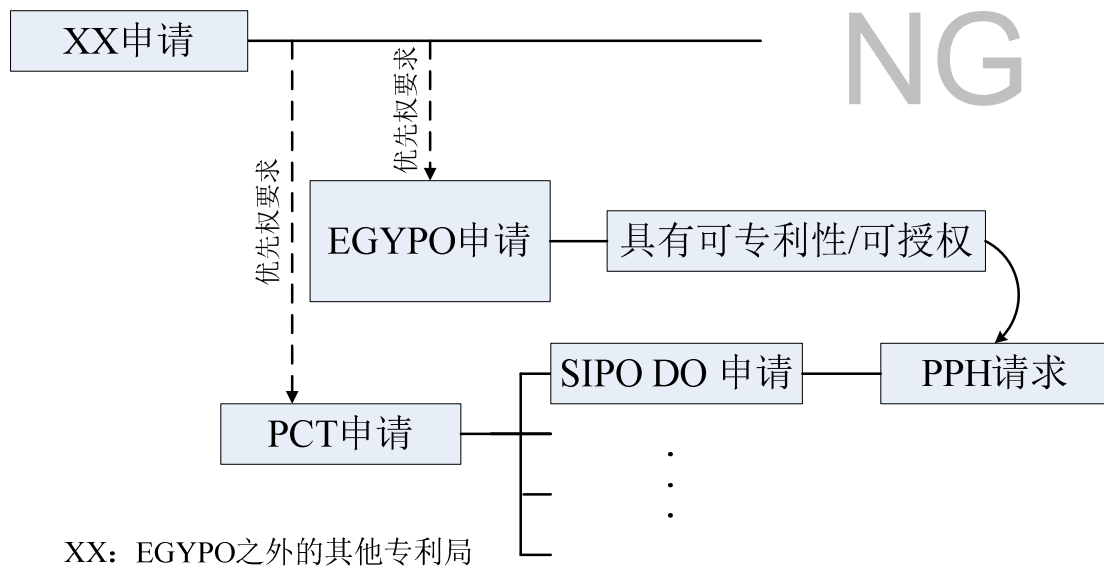 XX申请
NG
优先权要求
优先权要求
EGYPO申请
具有可专利性/可授权
SIPO DO 申请
PPH请求
PCT申请
XX：EGYPO之外的其他专利局